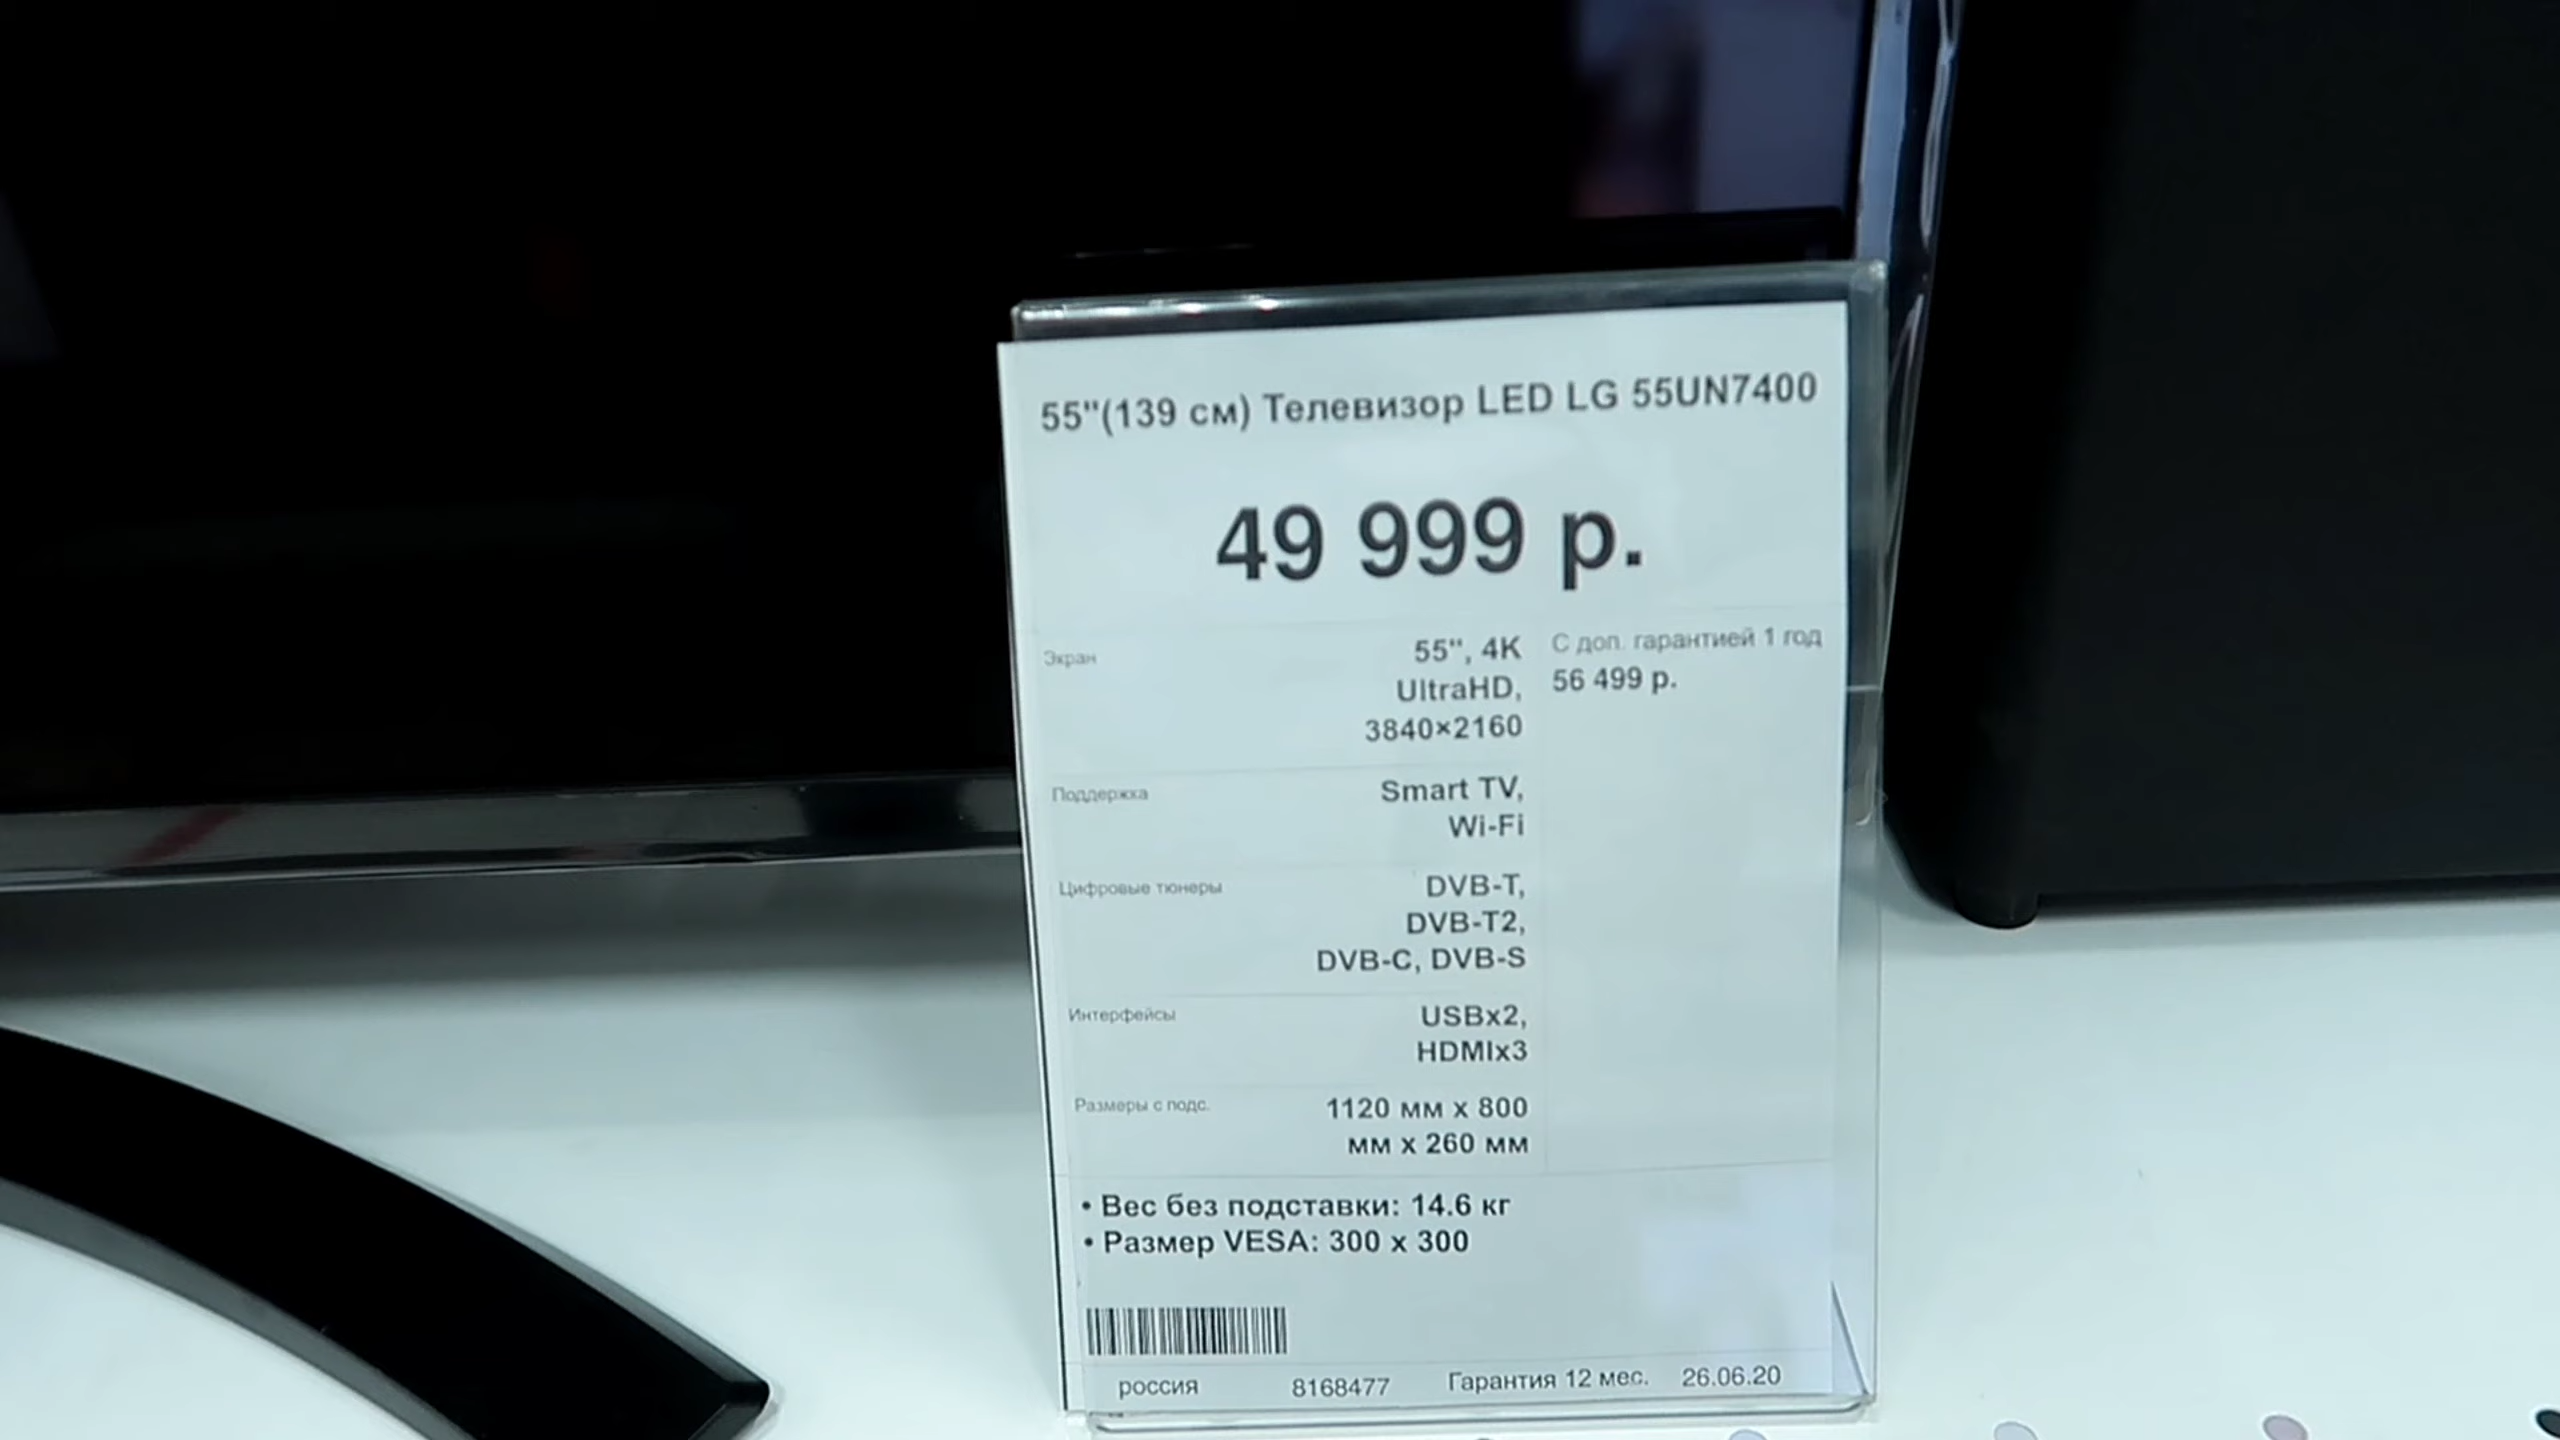 55"(139 см) Телевизор LED LG 55UN7400
49 999 р.
Экран
55", 4K
UltraHD,
3840×2160
С доп. гарантией 1 год
56 499 р.
Поддержка
Smart TV,
Wi-Fi
Цифровые тюнеры
DVB-T,
DVB-T2,
DVB-C, DVB-S
Интерфейсы
USBx2,
HDMIx3
Размеры с подс.
1120 мм x 800
мм x 260 мм
• Вес без подставки: 14.6 кг
• Размер VESA: 300 x 300
россия 8168477 Гарантия 12 мес. 26.06.20